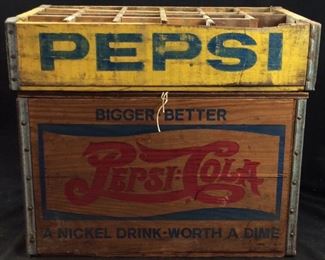 PEPSI
BIGGER BETTER
PEPSI·COLA
A NICKEL DRINK·WORTH A DIME